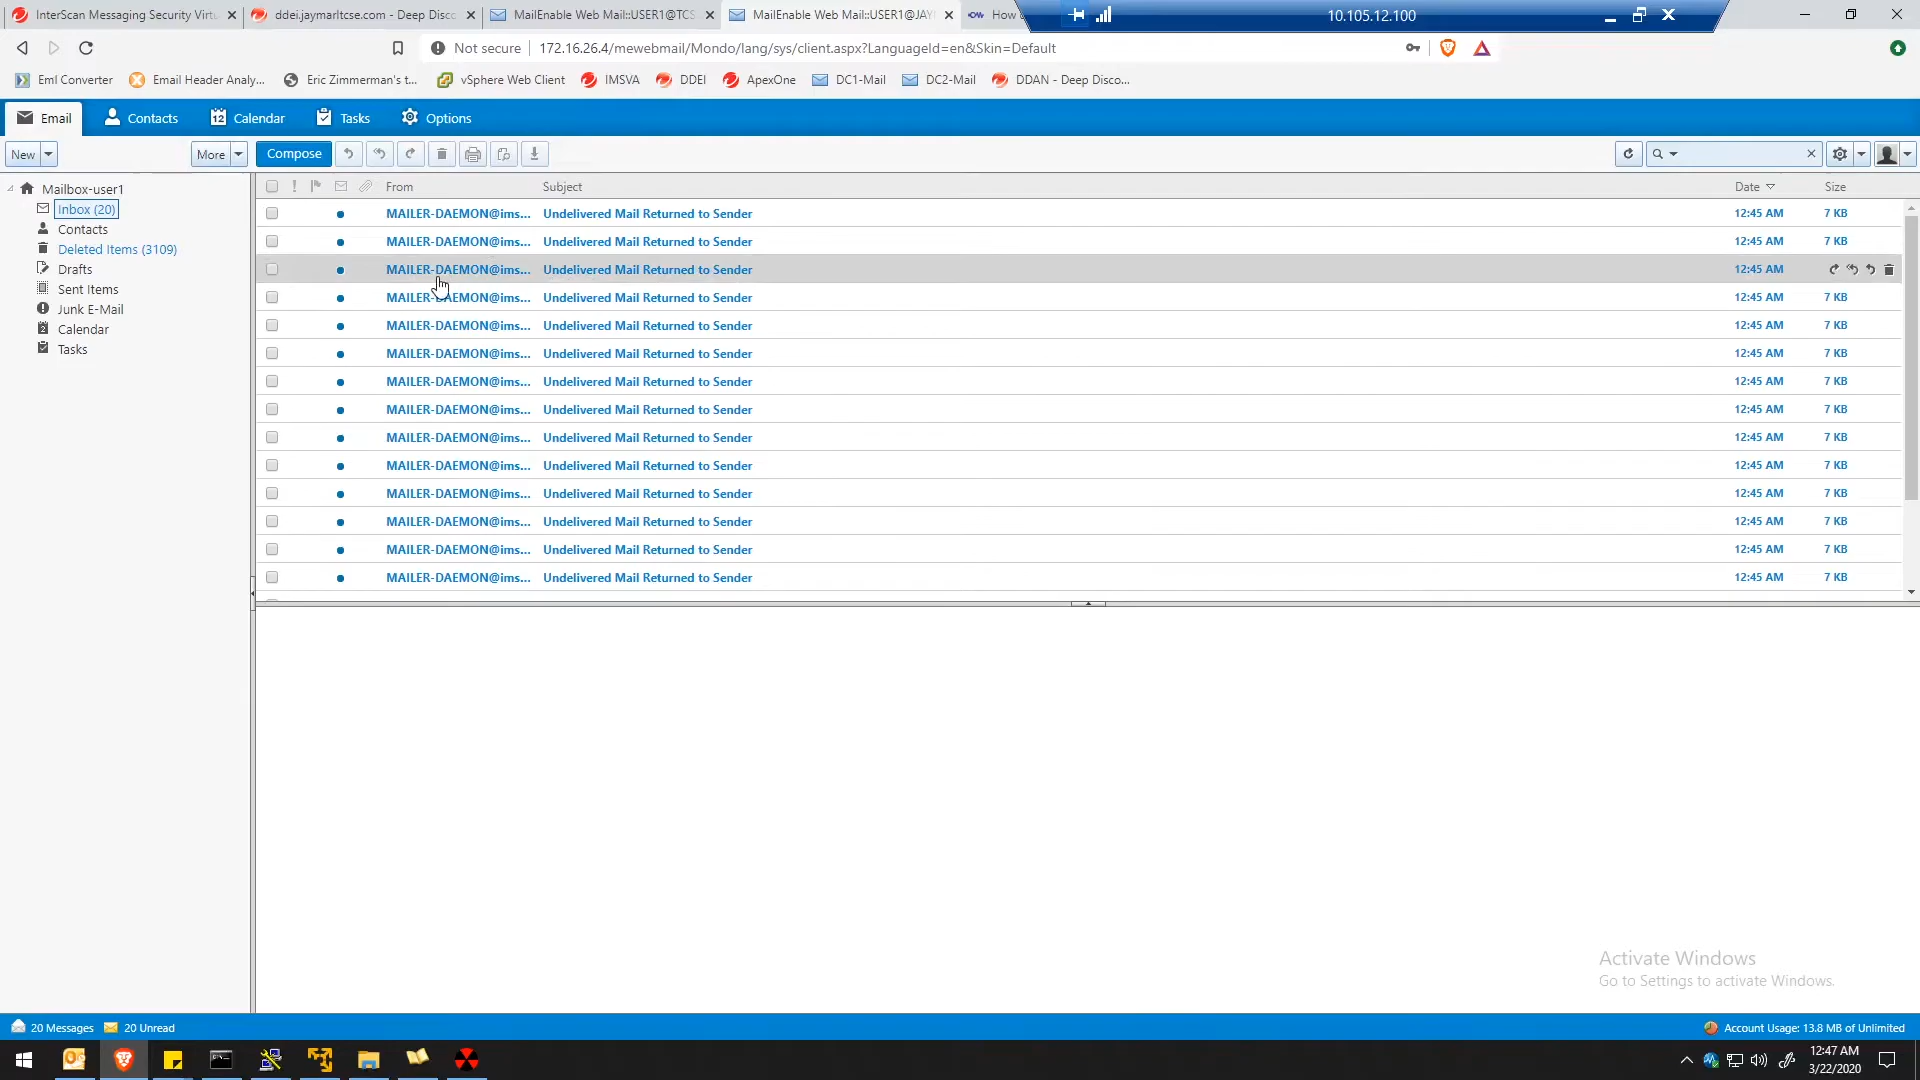 InterScan Messaging Security Virtu
ddei.jaymarltcse.com - Deep Disco
MailEnable Web Mail::USER1@TCS
MailEnable Web Mail::USER1@JAY
How
10.105.12.100
Not secure
172.16.26.4/mewebmail/Mondo/lang/sys/client.aspx?LanguageId=en&Skin=Default
Eml Converter
Email Header Analy...
Eric Zimmerman's t...
vSphere Web Client
IMSVA
DDEI
ApexOne
DC1-Mail
DC2-Mail
DDAN - Deep Disco...
Email
Contacts
12 Calendar
Tasks
Options
New
More
Compose
Mailbox-user1
Inbox (20)
Contacts
Deleted Items (3109)
Drafts
Sent Items
Junk E-Mail
Calendar
Tasks
From Subject Date Size
MAILER-DAEMON@ims... Undelivered Mail Returned to Sender 12:45 AM 7 KB
MAILER-DAEMON@ims... Undelivered Mail Returned to Sender 12:45 AM 7 KB
MAILER-DAEMON@ims... Undelivered Mail Returned to Sender 12:45 AM
MAILER-DAEMON@ims... Undelivered Mail Returned to Sender 12:45 AM 7 KB
MAILER-DAEMON@ims... Undelivered Mail Returned to Sender 12:45 AM 7 KB
MAILER-DAEMON@ims... Undelivered Mail Returned to Sender 12:45 AM 7 KB
MAILER-DAEMON@ims... Undelivered Mail Returned to Sender 12:45 AM 7 KB
MAILER-DAEMON@ims... Undelivered Mail Returned to Sender 12:45 AM 7 KB
MAILER-DAEMON@ims... Undelivered Mail Returned to Sender 12:45 AM 7 KB
MAILER-DAEMON@ims... Undelivered Mail Returned to Sender 12:45 AM 7 KB
MAILER-DAEMON@ims... Undelivered Mail Returned to Sender 12:45 AM 7 KB
MAILER-DAEMON@ims... Undelivered Mail Returned to Sender 12:45 AM 7 KB
MAILER-DAEMON@ims... Undelivered Mail Returned to Sender 12:45 AM 7 KB
MAILER-DAEMON@ims... Undelivered Mail Returned to Sender 12:45 AM 7 KB
Activate Windows
Go to Settings to activate Windows.
20 Messages
20 Unread
Account Usage: 13.8 MB of Unlimited
12:47 AM
3/22/2020